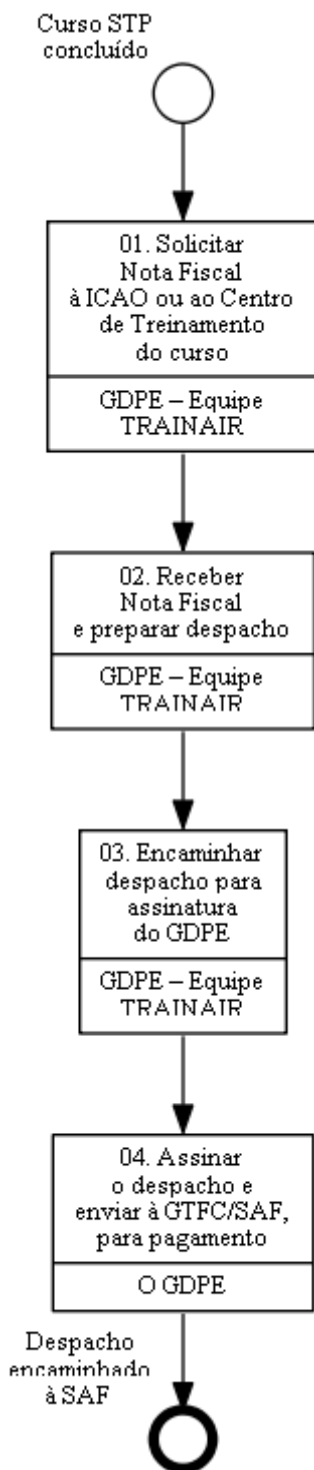 Curso STP
concluído
01. Solicitar
Nota Fiscal
à ICAO ou ao Centro
de Treinamento
do curso
GDPE – Equipe
TRAINAIR
02. Receber
Nota Fiscal
e preparar despacho
GDPE – Equipe
TRAINAIR
03. Encaminhar
despacho para
assinatura
do GDPE
GDPE – Equipe
TRAINAIR
04. Assinar
o despacho e
enviar à GTFC/SAF,
para pagamento
O GDPE
Despacho
encaminhado
à SAF